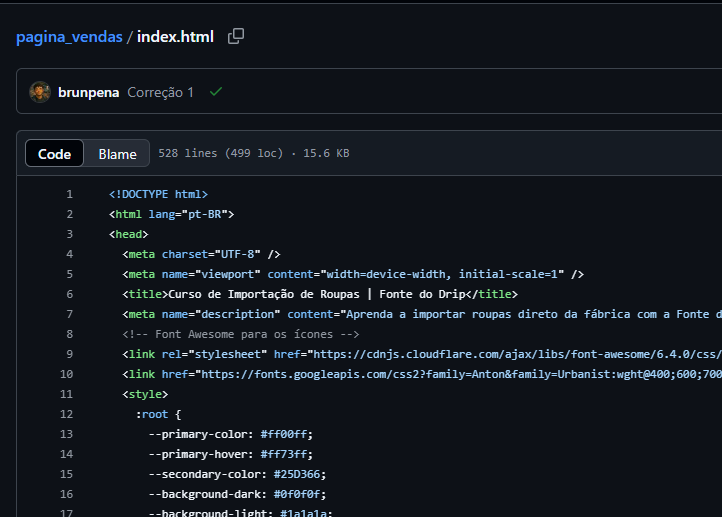 pagina_vendas / index.html
brunpena Correção 1
Code Blame 528 lines (499 loc) · 15.6 KB
1 <!DOCTYPE html>
2 <html lang="pt-BR">
3 <head>
4 <meta charset="UTF-8" />
5 <meta name="viewport" content="width=device-width, initial-scale=1" />
6 <title>Curso de Importação de Roupas | Fonte do Drip</title>
7 <meta name="description" content="Aprenda a importar roupas direto da fábrica com a Fonte d
8 <!-- Font Awesome para os ícones -->
9 <link rel="stylesheet" href="https://cdnjs.cloudflare.com/ajax/libs/font-awesome/6.4.0/css/
10 <link href="https://fonts.googleapis.com/css2?family=Anton&family=Urbanist:wght@400;600;700
11 <style>
12 :root {
13 --primary-color: #ff00ff;
14 --primary-hover: #ff73ff;
15 --secondary-color: #25D366;
16 --background-dark: #0f0f0f;
17 --background-light: #1a1a1a;